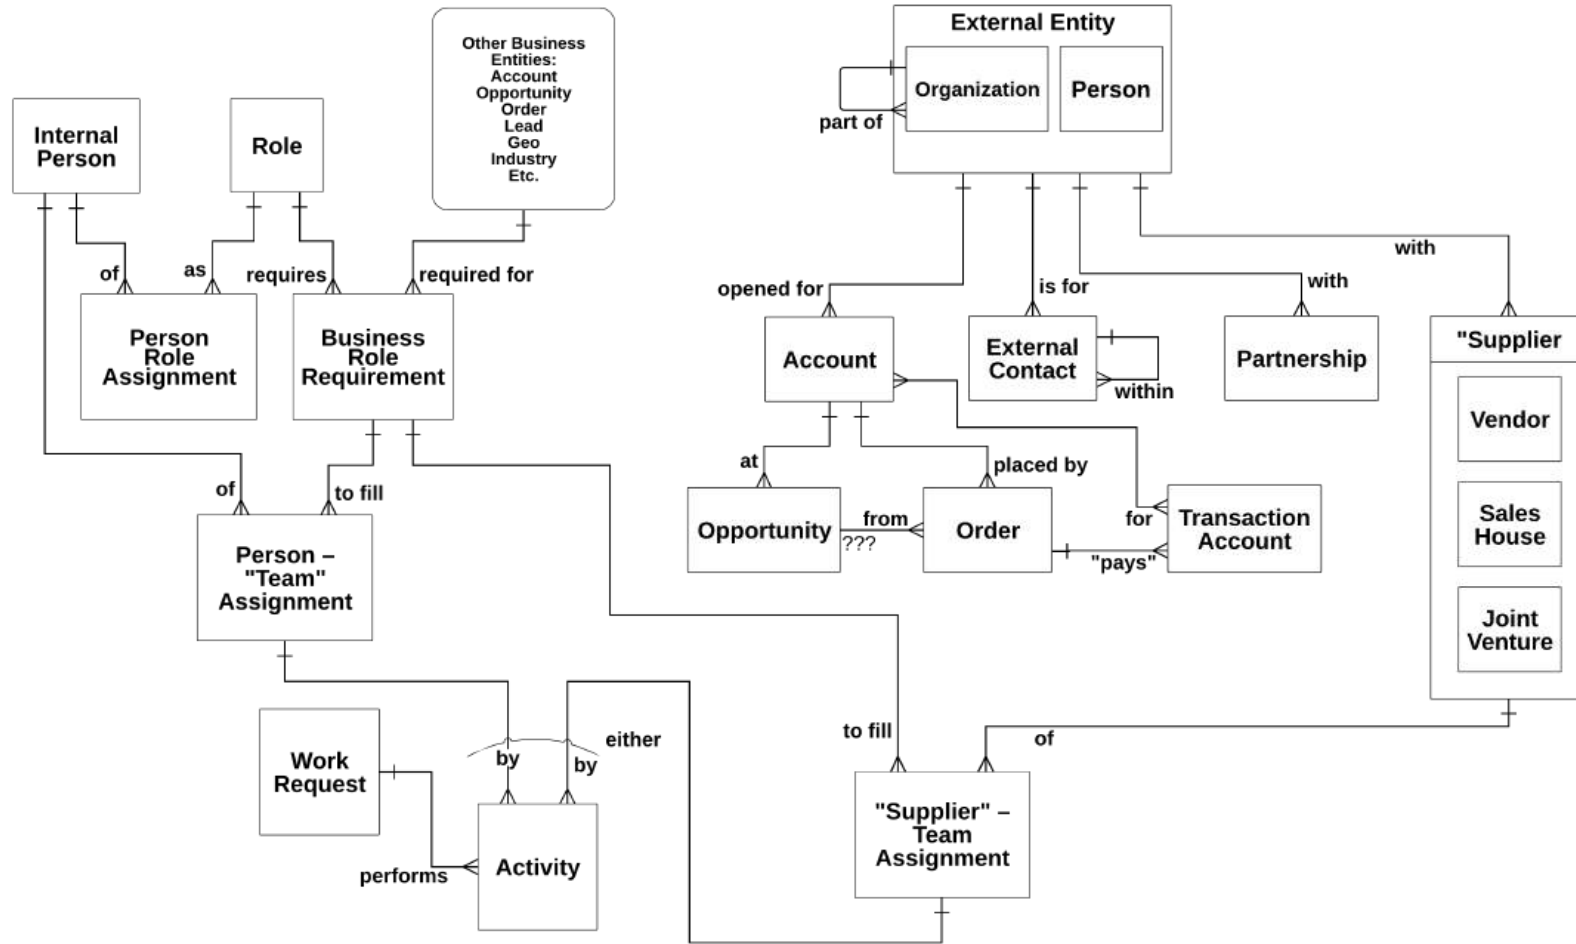 Other Business
Entities:
Account
Opportunity
Order
Lead
Geo
Industry
Etc.
External Entity
Organization
Person
part of
Internal
Person
Role
of
as
requires
required for
Person
Role
Assignment
Business
Role
Requirement
opened for
is for
with
with
Account
External
Contact
within
Partnership
"Supplier
Vendor
Sales
House
Joint
Venture
of
to fill
at
placed by
Opportunity
from
???
Order
for
"pays"
Transaction
Account
Person –
"Team"
Assignment
Work
Request
performs
by
by
either
Activity
to fill
of
"Supplier" –
Team
Assignment